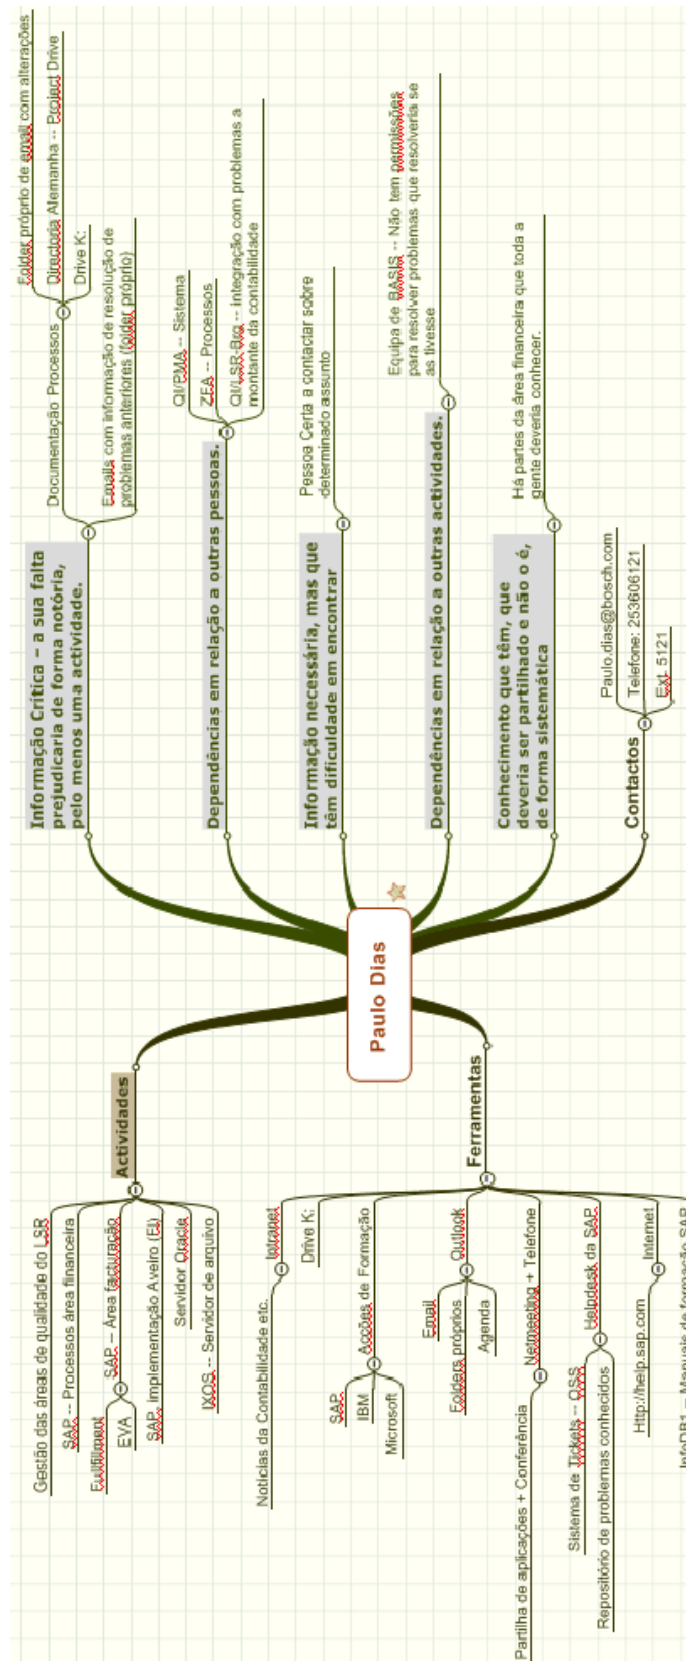 Paulo Dias
Informação Crítica – a sua falta
prejudicaria de forma notória,
pelo menos uma actividade.
Documentação Processos
Folder próprio de email com alterações
Directoria Alemanha -- Project Drive
Drive K:
Emails com informação de resolução de
problemas anteriores (folder próprio)
Dependências em relação a outras pessoas.
QI/PMA -- Sistema
ZEA -- Processos
QI/LSR-Brg -- integração com problemas a
montante da contabilidade
Informação necessária, mas que
têm dificuldade em encontrar
Pessoa Certa a contactar sobre
determinado assunto
Dependências em relação a outras actividades.
Equipa de BASIS -- Não tem permissões
para resolver problemas que resolveria se
as tivesse
Conhecimento que têm, que
deveria ser partilhado e não o é,
de forma sistemática
Há partes da área financeira que toda a
gente deveria conhecer.
Contactos
Paulo.dias@bosch.com
Telefone: 253606121
Ext. 5121
Actividades
Gestão das áreas de qualidade do LSR
SAP -- Processos área financeira
SAP -- Área facturação
Fullfillment
EVA
SAP, Implementação Aveiro (EI)
Servidor Oracle
IXOS -- Servidor de arquivo
Ferramentas
Intranet
Noticias da Contabilidade etc.
Drive K:
Acções de Formação
SAP
IBM
Microsoft
Outlook
Email
Folders próprios
Agenda
Netmeeting + Telefone
Partilha de aplicações + Conferência
Helpdesk da SAP
Sistema de Tickets -- OSS
Repositório de problemas conhecidos
Internet
Http://help.sap.com
InfoDB1 -- Manuais de formação SAP